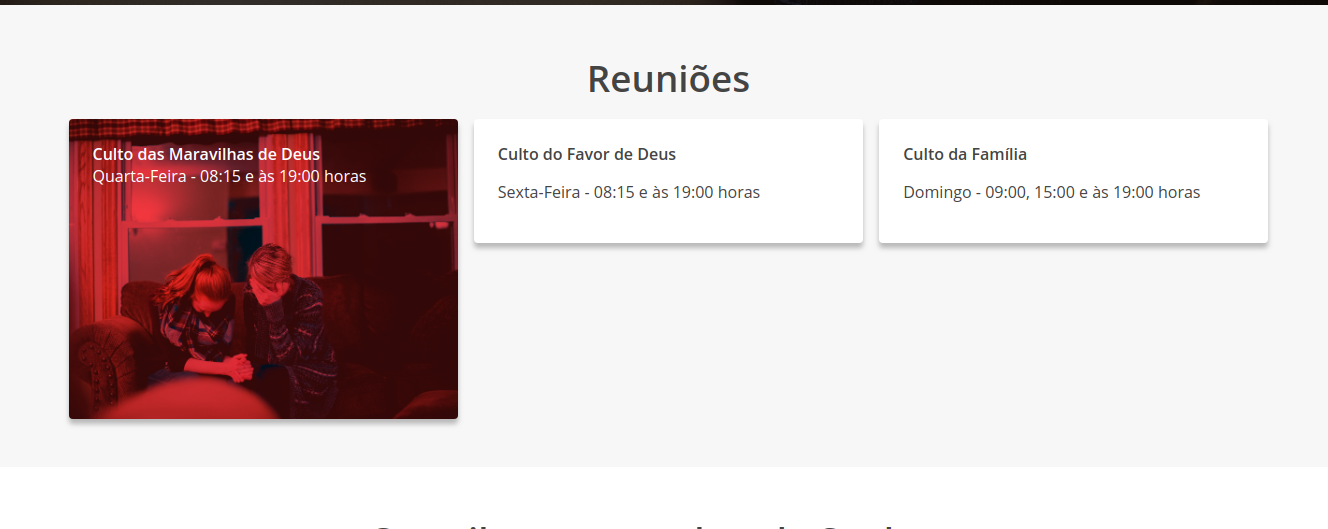 Reuniões
Culto das Maravilhas de Deus
Quarta-Feira - 08:15 e às 19:00 horas
Culto do Favor de Deus
Sexta-Feira - 08:15 e às 19:00 horas
Culto da Família
Domingo - 09:00, 15:00 e às 19:00 horas